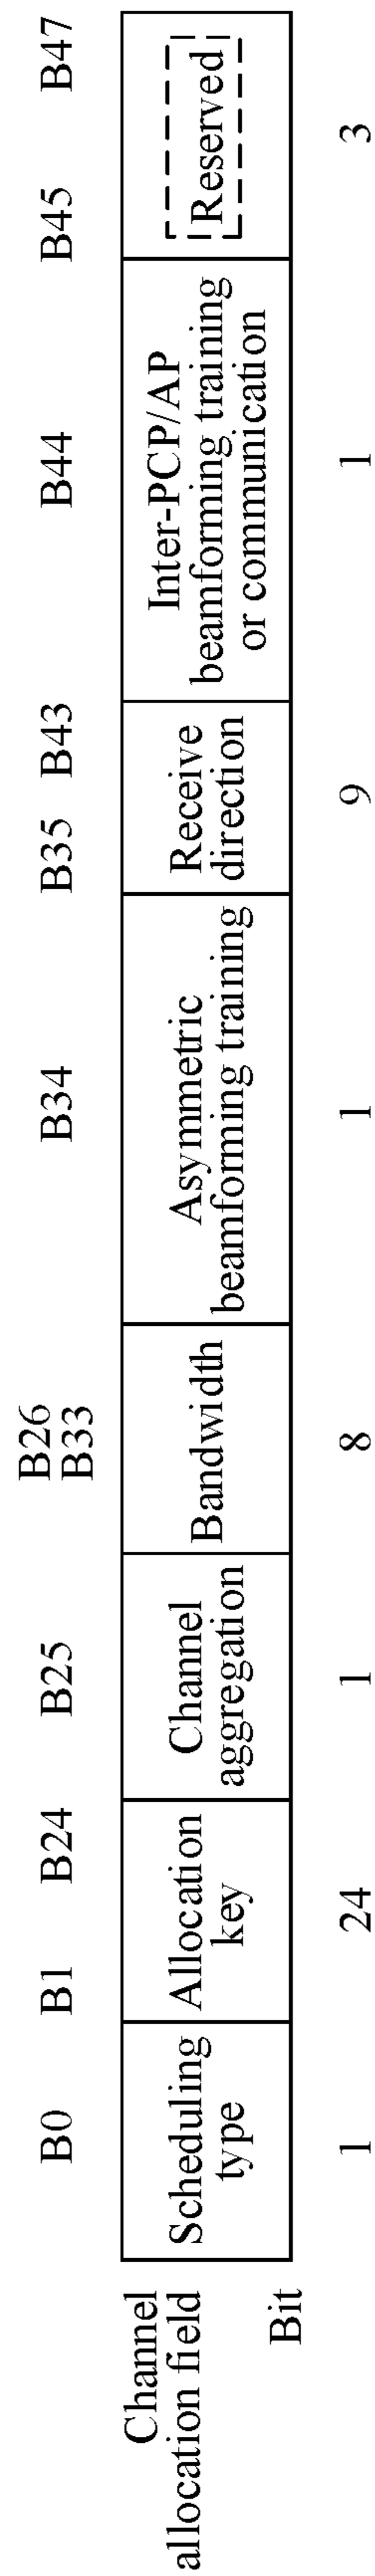 B0
B1
B24
B25
B26
B33
B34
B35
B43
B44
B45
B47
Channel
allocation field
Scheduling
type
Allocation
key
Channel
aggregation
Bandwidth
Asymmetric
beamforming training
Receive
direction
Inter-PCP/AP
beamforming training
or communication
Reserved
Bit
1
24
1
8
1
9
1
3